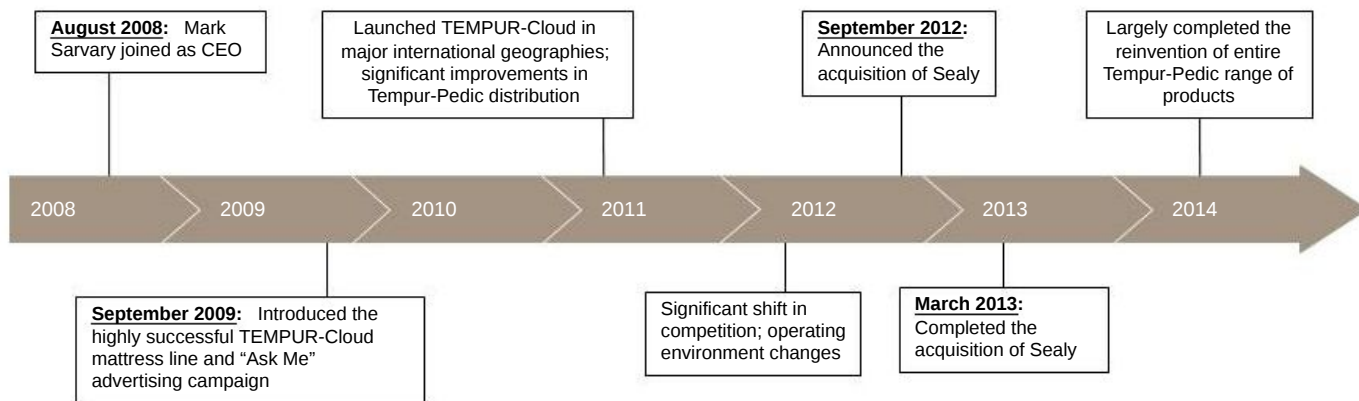 August 2008: Mark
Sarvary joined as CEO
Launched TEMPUR-Cloud in
major international geographies;
significant improvements in
Tempur-Pedic distribution
September 2012:
Announced the
acquisition of Sealy
Largely completed the
reinvention of entire
Tempur-Pedic range of
products
2008
2009
2010
2011
2012
2013
2014
September 2009: Introduced the
highly successful TEMPUR-Cloud
mattress line and “Ask Me”
advertising campaign
Significant shift in
competition; operating
environment changes
March 2013:
Completed the
acquisition of Sealy